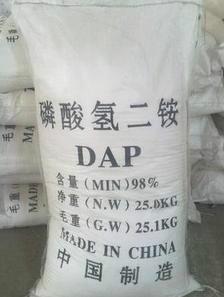 磷酸氢二铵
DAP
含量(MIN)98%
净重(N.W)25.0KG
毛重(G.W)25.1KG
MADE IN CHINA
中国制造